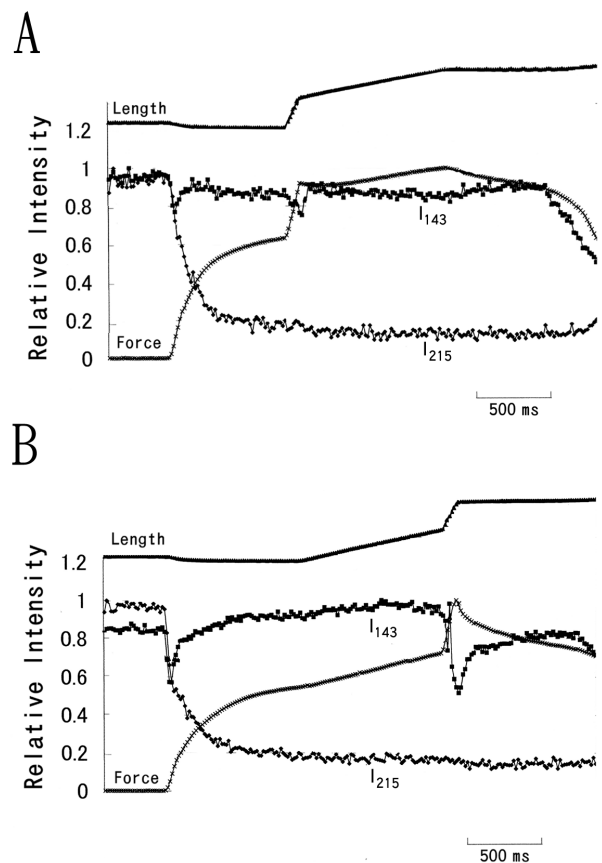 A
Length
Relative Intensity
1.2
1
0.8
0.6
0.4
0.2
0
I143
Force
I215
500 ms
B
Length
Relative Intensity
1.2
1
0.8
0.6
0.4
0.2
0
I143
Force
I215
500 ms